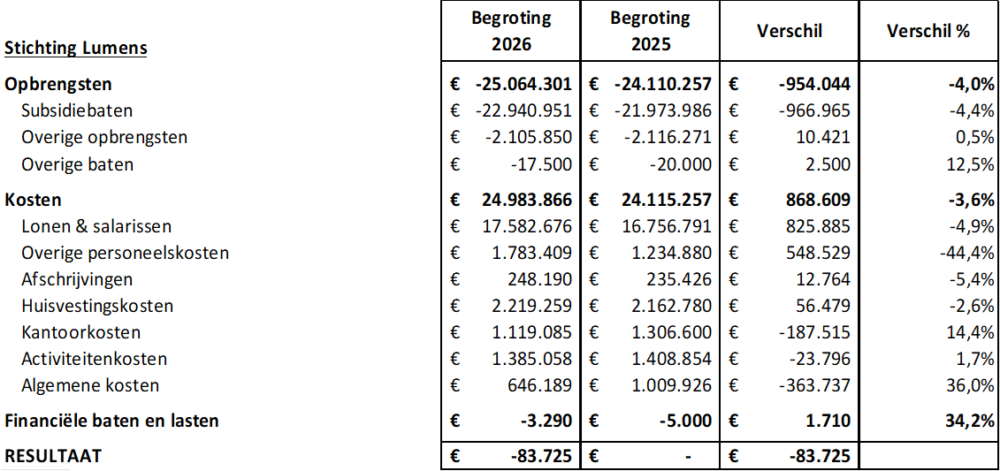 Stichting Lumens Begroting 2026 Begroting 2025 Verschil Verschil %
Opbrengsten € -25.064.301 € -24.110.257 € -954.044 -4,0%
Subsidiebaten € -22.940.951 € -21.973.986 € -966.965 -4,4%
Overige opbrengsten € -2.105.850 € -2.116.271 € 10.421 0,5%
Overige baten € -17.500 € -20.000 € 2.500 12,5%
Kosten € 24.983.866 € 24.115.257 € 868.609 -3,6%
Lonen & salarissen € 17.582.676 € 16.756.791 € 825.885 -4,9%
Overige personeelskosten € 1.783.409 € 1.234.880 € 548.529 -44,4%
Afschrijvingen € 248.190 € 235.426 € 12.764 -5,4%
Huisvestingskosten € 2.219.259 € 2.162.780 € 56.479 -2,6%
Kantoorkosten € 1.119.085 € 1.306.600 € -187.515 14,4%
Activiteitenkosten € 1.385.058 € 1.408.854 € -23.796 1,7%
Algemene kosten € 646.189 € 1.009.926 € -363.737 36,0%
Financiële baten en lasten € -3.290 € -5.000 € 1.710 34,2%
RESULTAAT € -83.725 € - € -83.725